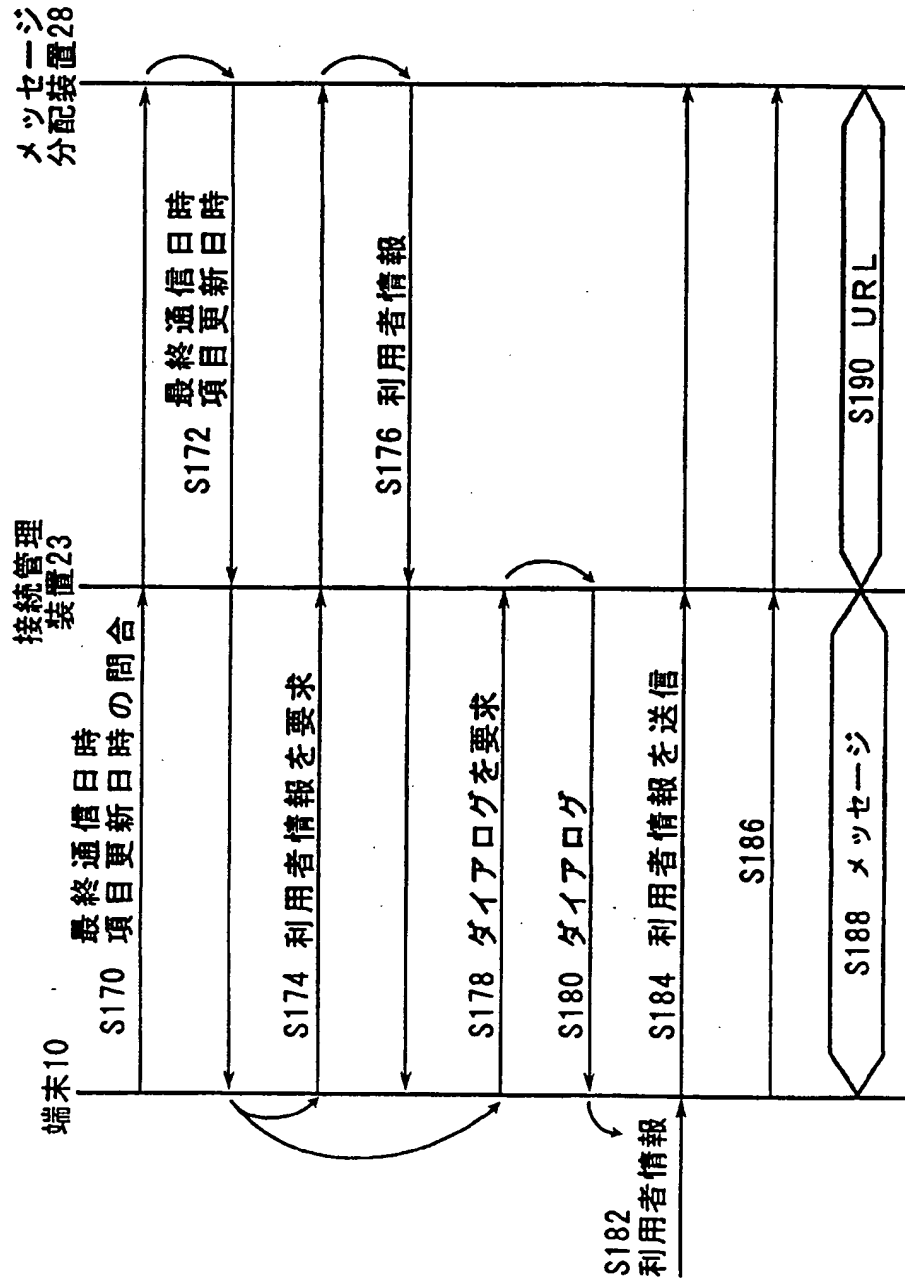 端末10
接続管理
装置23
メッセージ
分配装置28
最終通信日時
S170 項目更新日時の問合
最終通信日時
S172 項目更新日時
S174 利用者情報を要求
S176 利用者情報
S178 ダイアログを要求
S180 ダイアログ
S182
利用者情報
S184 利用者情報を送信
S186
S188 メッセージ
S190 URL